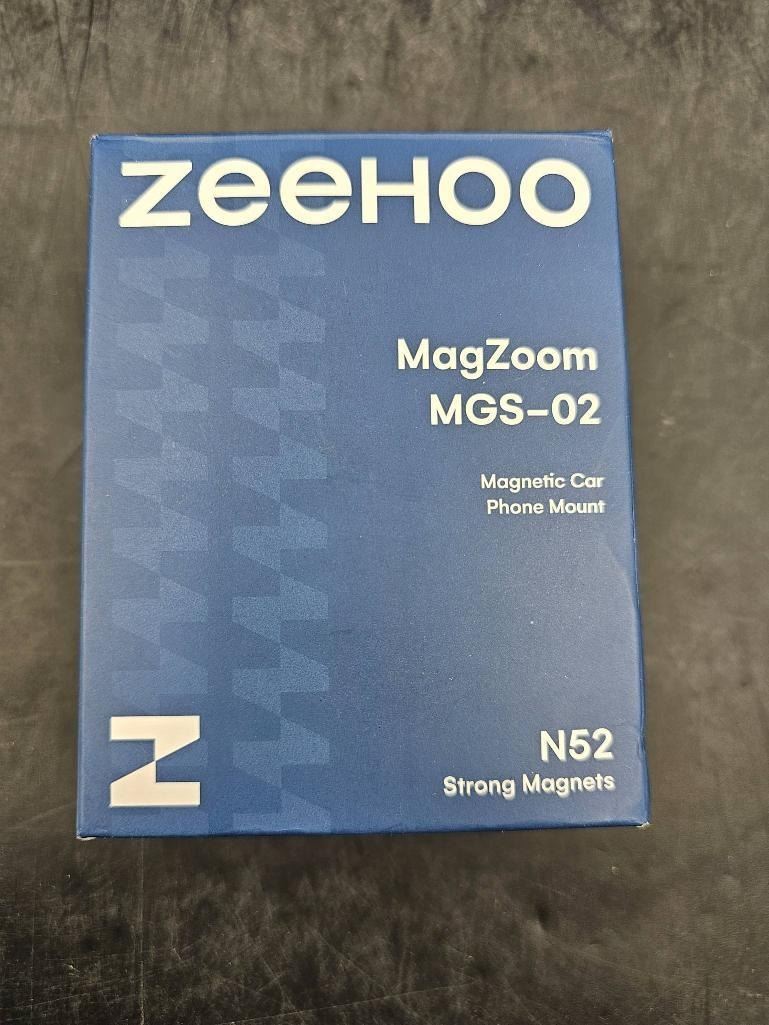 zeeHOO
MagZoom
MGS-02
Magnetic Car
Phone Mount
N52
Strong Magnets